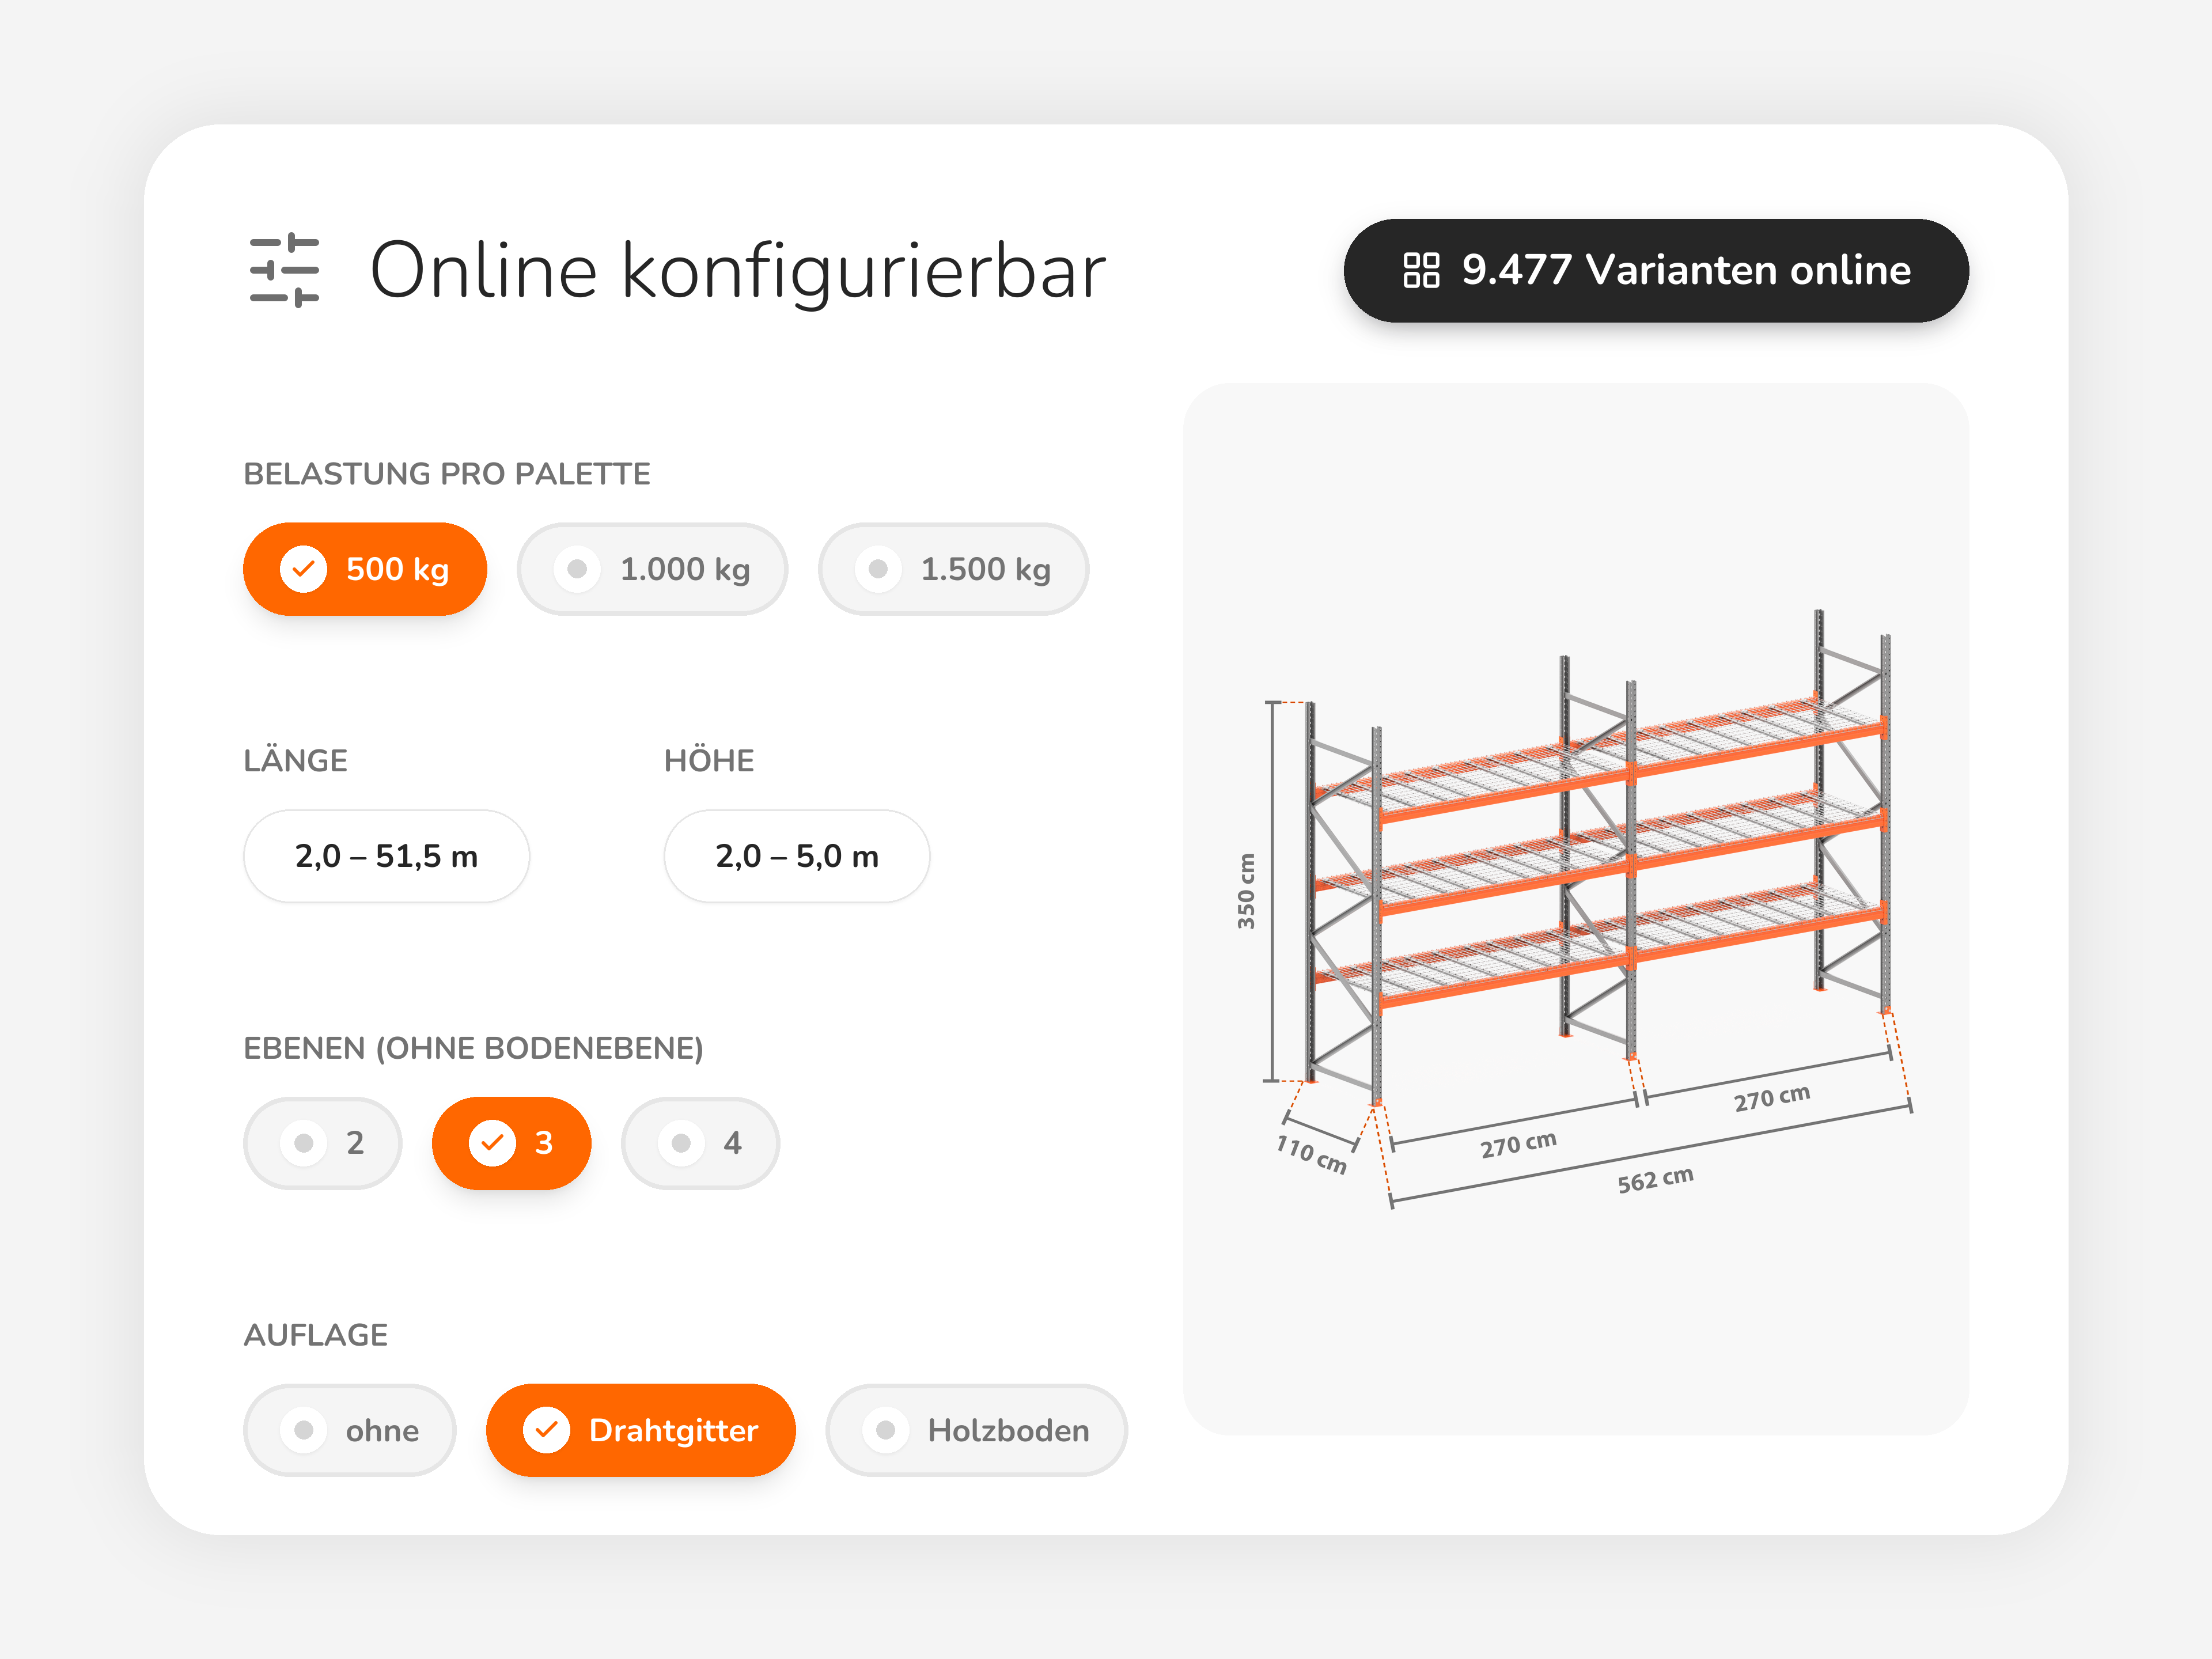 Online konfigurierbar
9.477 Varianten online
BELASTUNG PRO PALETTE
500 kg
1.000 kg
1.500 kg
LÄNGE
HÖHE
2,0 – 51,5 m
2,0 – 5,0 m
EBENEN (OHNE BODENEBENE)
2
3
4
AUFLAGE
ohne
Drahtgitter
Holzboden
350 cm
110 cm
270 cm
270 cm
562 cm